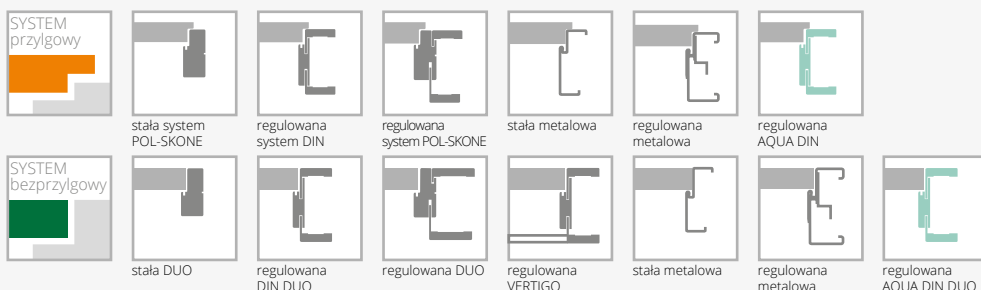 SYSTEM
przylgowy
stała system
POL-SKONE
regulowana
system DIN
regulowana
system POL-SKONE
stała metalowa
regulowana
metalowa
regulowana
AQUA DIN
SYSTEM
bezprzylgowy
stała DUO
regulowana
DIN DUO
regulowana DUO
regulowana
VERTIGO
stała metalowa
regulowana
metalowa
regulowana
AQUA DIN DUO